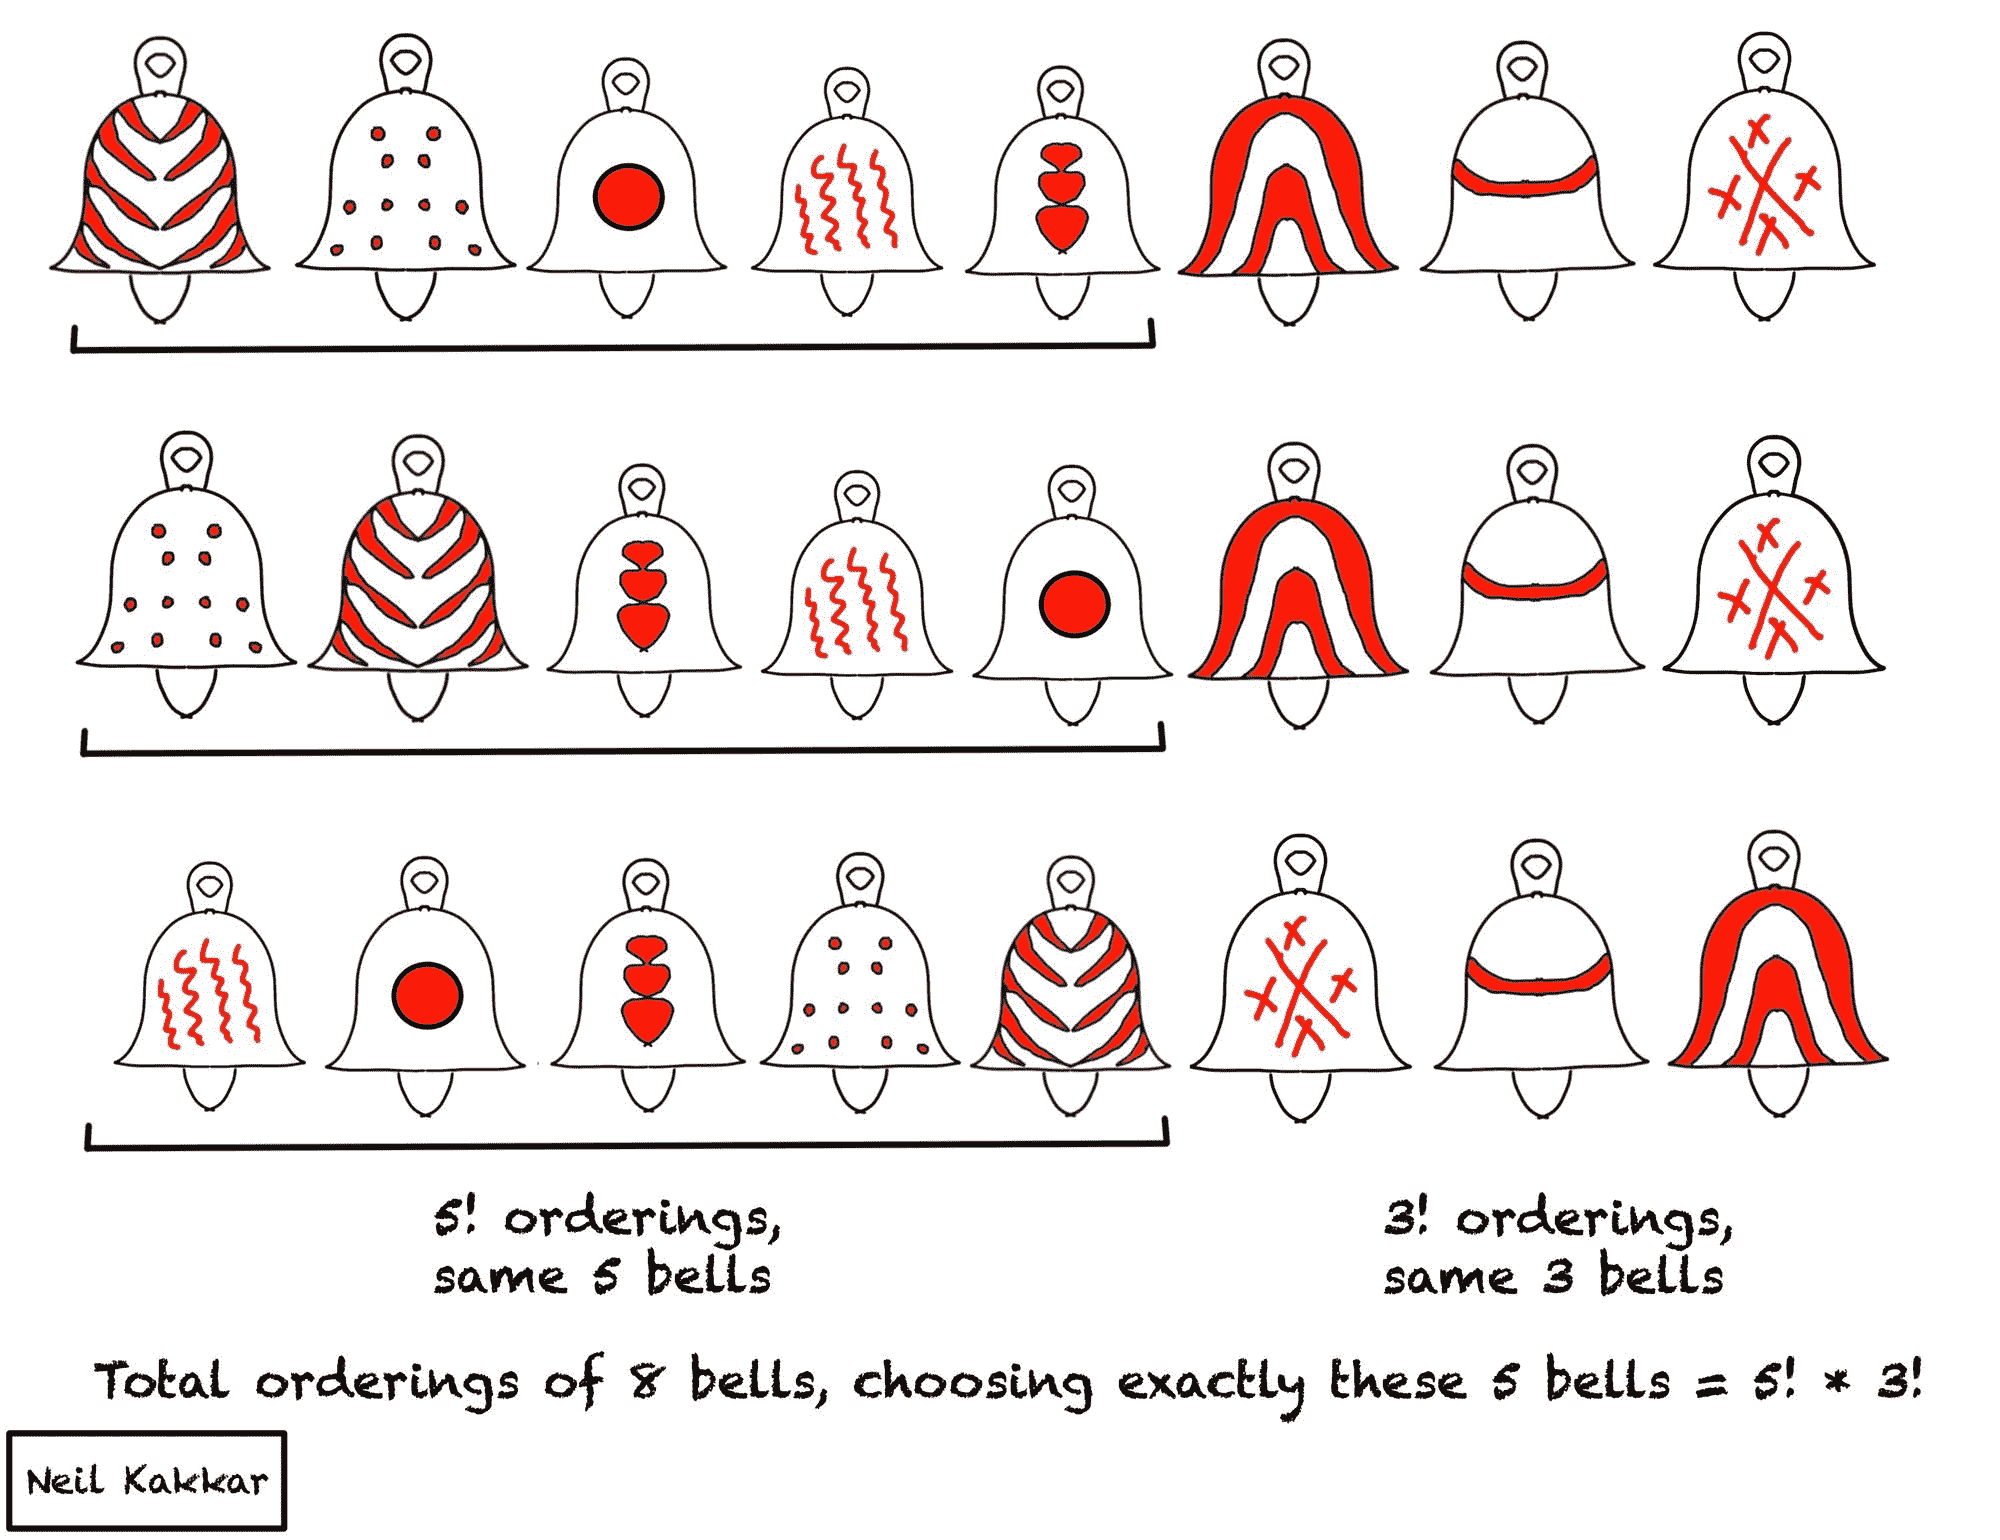 5! orderings,
same 5 bells
3! orderings,
same 3 bells
Total orderings of 8 bells, choosing exactly these 5 bells = 5! * 3!
Neil Kakkar